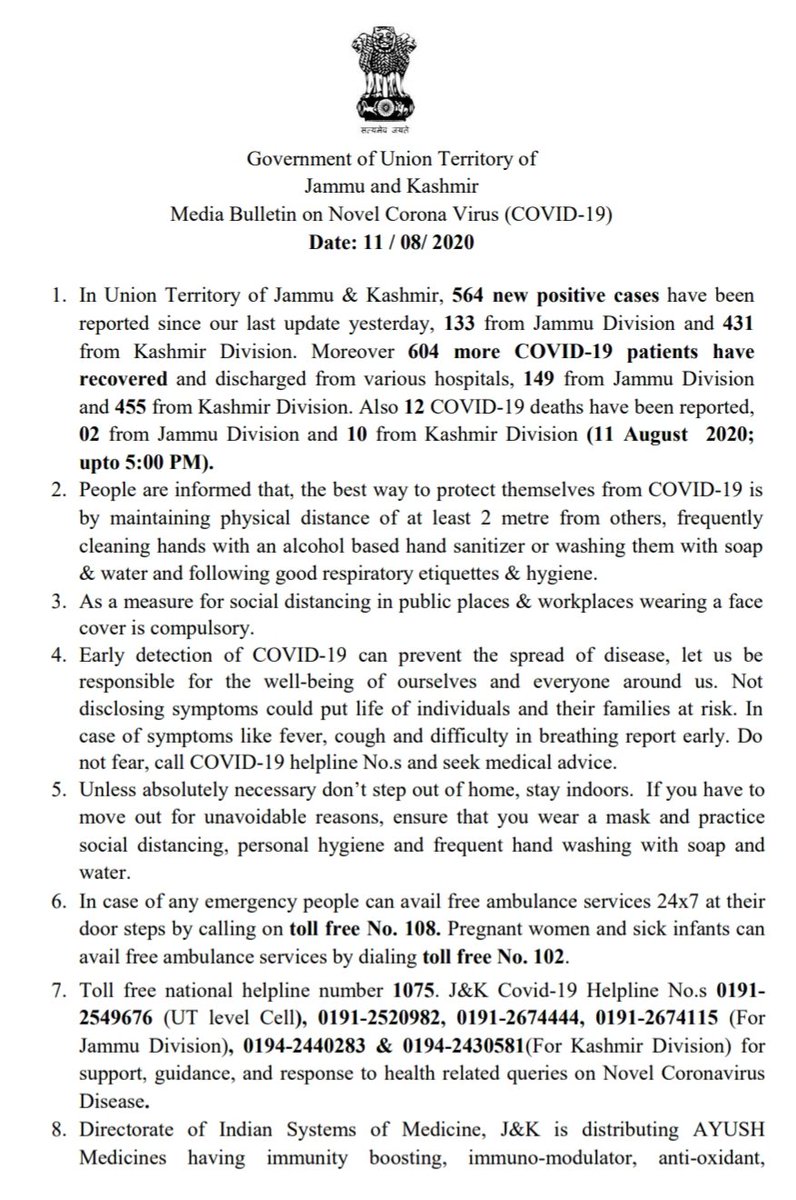 सत्यमेव जयते
Government of Union Territory of
Jammu and Kashmir
Media Bulletin on Novel Corona Virus (COVID-19)
Date: 11 / 08/ 2020
1. In Union Territory of Jammu & Kashmir, 564 new positive cases have been
reported since our last update yesterday, 133 from Jammu Division and 431
from Kashmir Division. Moreover 604 more COVID-19 patients have
recovered and discharged from various hospitals, 149 from Jammu Division
and 455 from Kashmir Division. Also 12 COVID-19 deaths have been reported,
02 from Jammu Division and 10 from Kashmir Division (11 August 2020;
upto 5:00 PM).
2. People are informed that, the best way to protect themselves from COVID-19 is
by maintaining physical distance of at least 2 metre from others, frequently
cleaning hands with an alcohol based hand sanitizer or washing them with soap
& water and following good respiratory etiquettes & hygiene.
3. As a measure for social distancing in public places & workplaces wearing a face
cover is compulsory.
4. Early detection of COVID-19 can prevent the spread of disease, let us be
responsible for the well-being of ourselves and everyone around us. Not
disclosing symptoms could put life of individuals and their families at risk. In
case of symptoms like fever, cough and difficulty in breathing report early. Do
not fear, call COVID-19 helpline No.s and seek medical advice.
5. Unless absolutely necessary don’t step out of home, stay indoors. If you have to
move out for unavoidable reasons, ensure that you wear a mask and practice
social distancing, personal hygiene and frequent hand washing with soap and
water.
6. In case of any emergency people can avail free ambulance services 24x7 at their
door steps by calling on toll free No. 108. Pregnant women and sick infants can
avail free ambulance services by dialing toll free No. 102.
7. Toll free national helpline number 1075. J&K Covid-19 Helpline No.s 0191-
2549676 (UT level Cell), 0191-2520982, 0191-2674444, 0191-2674115 (For
Jammu Division), 0194-2440283 & 0194-2430581(For Kashmir Division) for
support, guidance, and response to health related queries on Novel Coronavirus
Disease.
8. Directorate of Indian Systems of Medicine, J&K is distributing AYUSH
Medicines having immunity boosting, immuno-modulator, anti-oxidant,